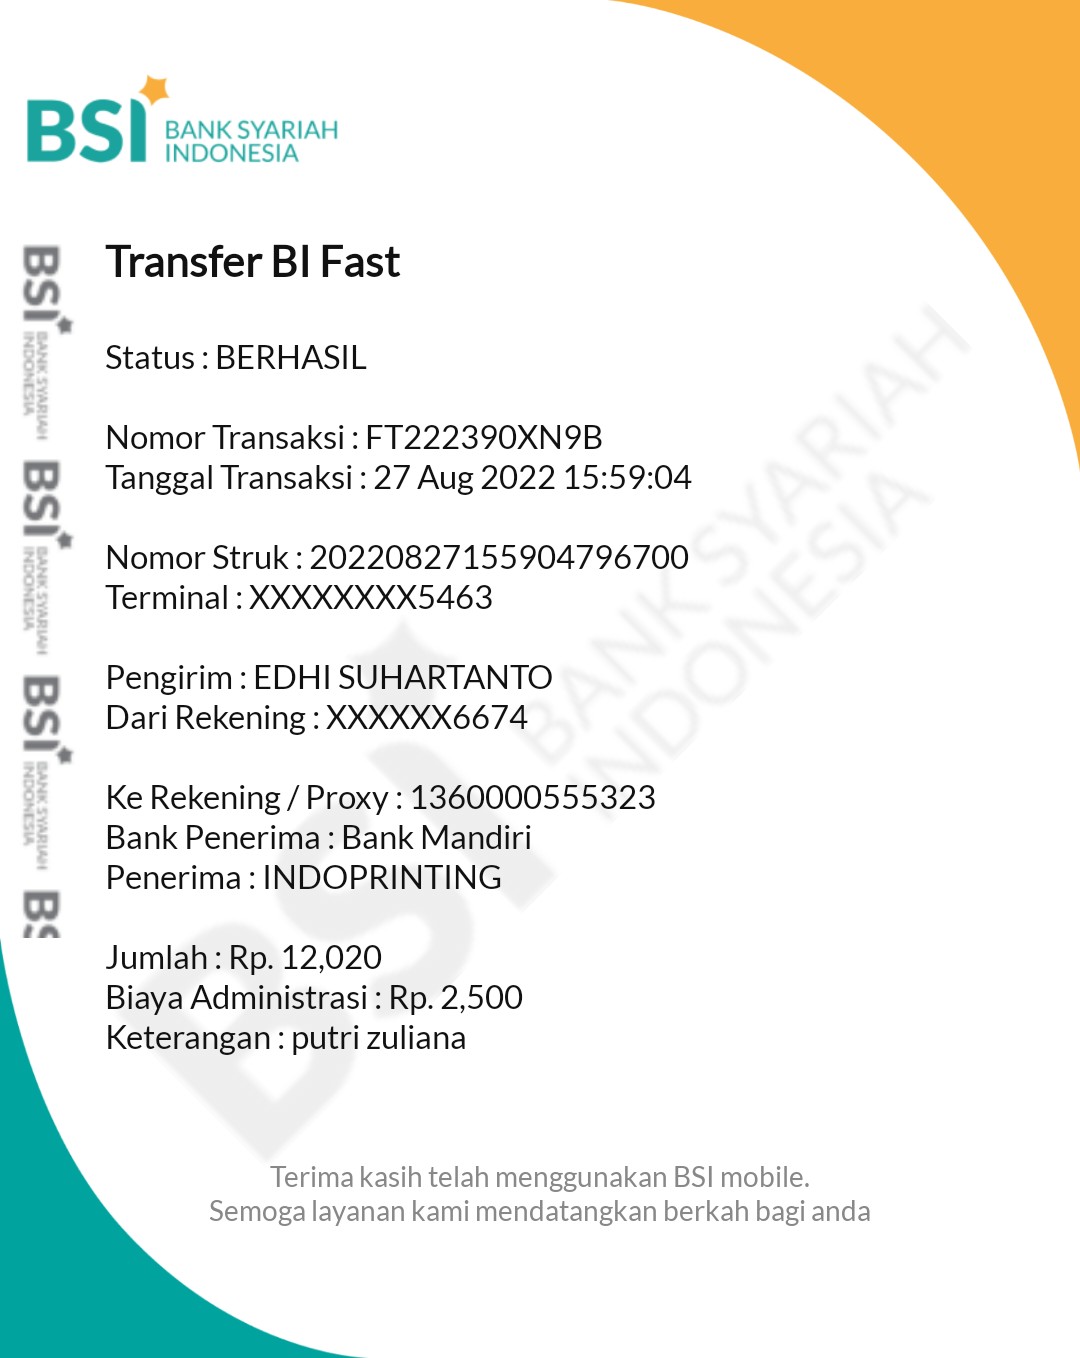 BSI BANK SYARIAH
INDONESIA
Transfer BI Fast
Status : BERHASIL
Nomor Transaksi : FT222390XN9B
Tanggal Transaksi : 27 Aug 2022 15:59:04
Nomor Struk : 20220827155904796700
Terminal : XXXXXXXX5463
Pengirim : EDHI SUHARTANTO
Dari Rekening : XXXXXX6674
Ke Rekening / Proxy : 1360000555323
Bank Penerima : Bank Mandiri
Penerima : INDOPRINTING
Jumlah : Rp. 12,020
Biaya Administrasi : Rp. 2,500
Keterangan : putri zuliana
Terima kasih telah menggunakan BSI mobile.
Semoga layanan kami mendatangkan berkah bagi anda
BSI BANK SYARIAH
INDONESIA
BSI BANK SYARIAH
INDONESIA
BSI BANK SYARIAH
INDONESIA
BS
BSI BANK SYARIAH
INDONESIA